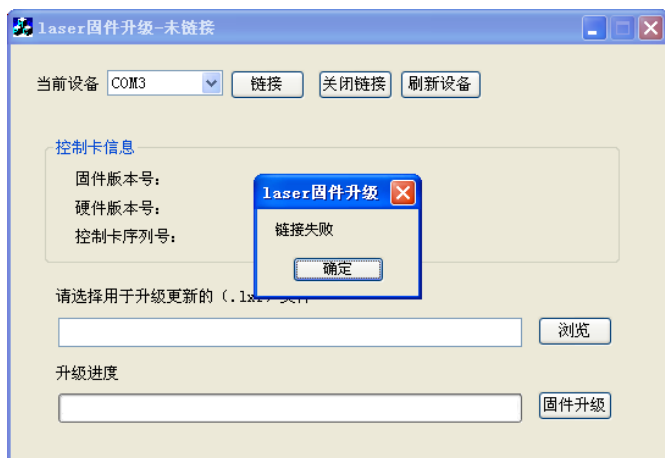 laser固件升级-未链接
当前设备 COM3 链接 关闭链接 刷新设备
控制卡信息
固件版本号:
硬件版本号:
控制卡序列号:
laser固件升级
链接失败
确定
请选择用于升级更新的(.lx
浏览
升级进度
固件升级